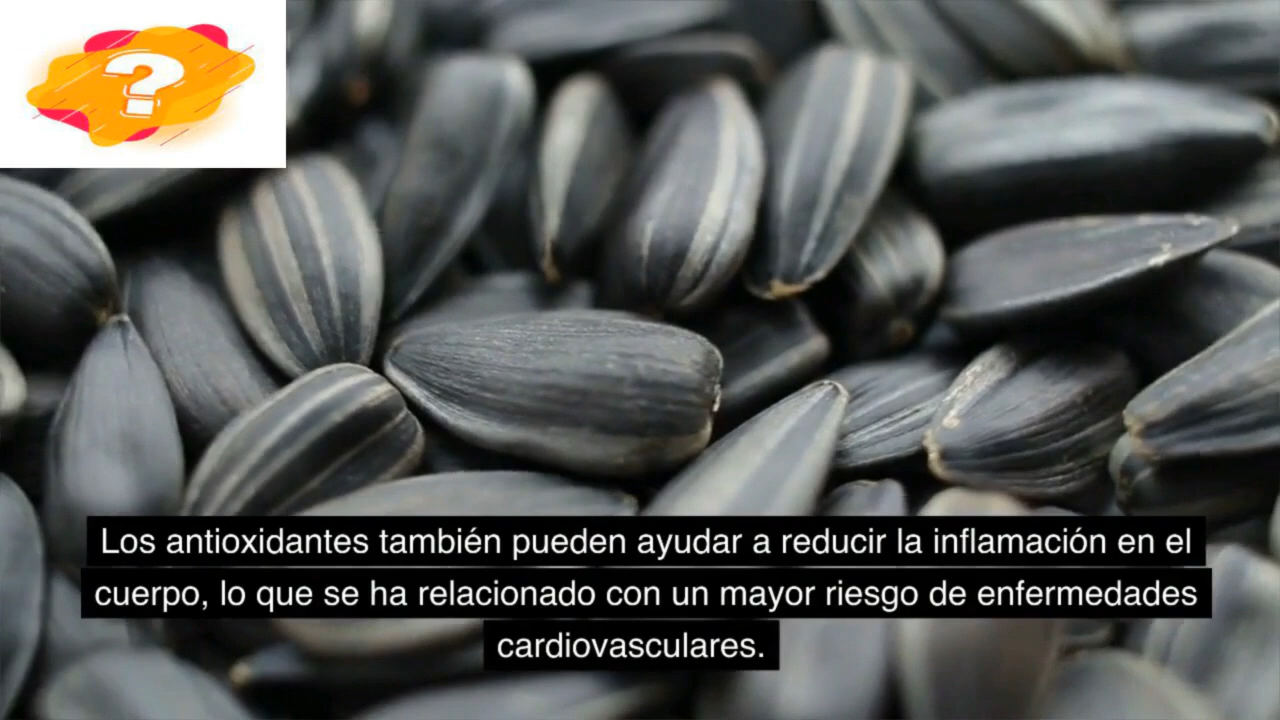 ?
Los antioxidantes también pueden ayudar a reducir la inflamación en el
cuerpo, lo que se ha relacionado con un mayor riesgo de enfermedades
cardiovasculares.